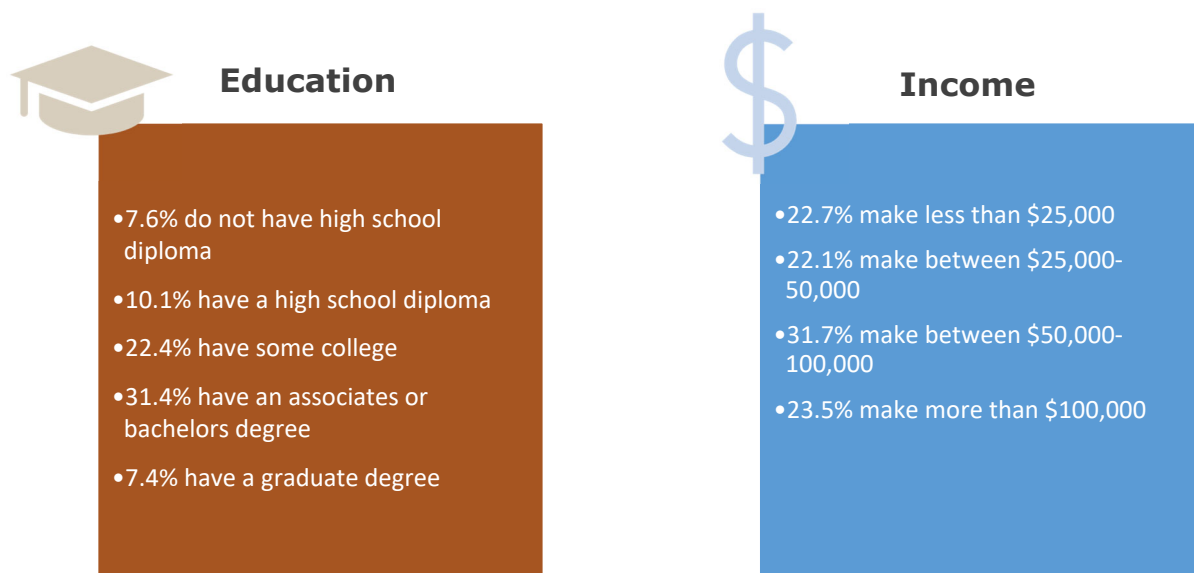 Education
•7.6% do not have high school
diploma
•10.1% have a high school diploma
•22.4% have some college
•31.4% have an associates or
bachelors degree
•7.4% have a graduate degree
$
Income
•22.7% make less than $25,000
•22.1% make between $25,000-
50,000
•31.7% make between $50,000-
100,000
•23.5% make more than $100,000